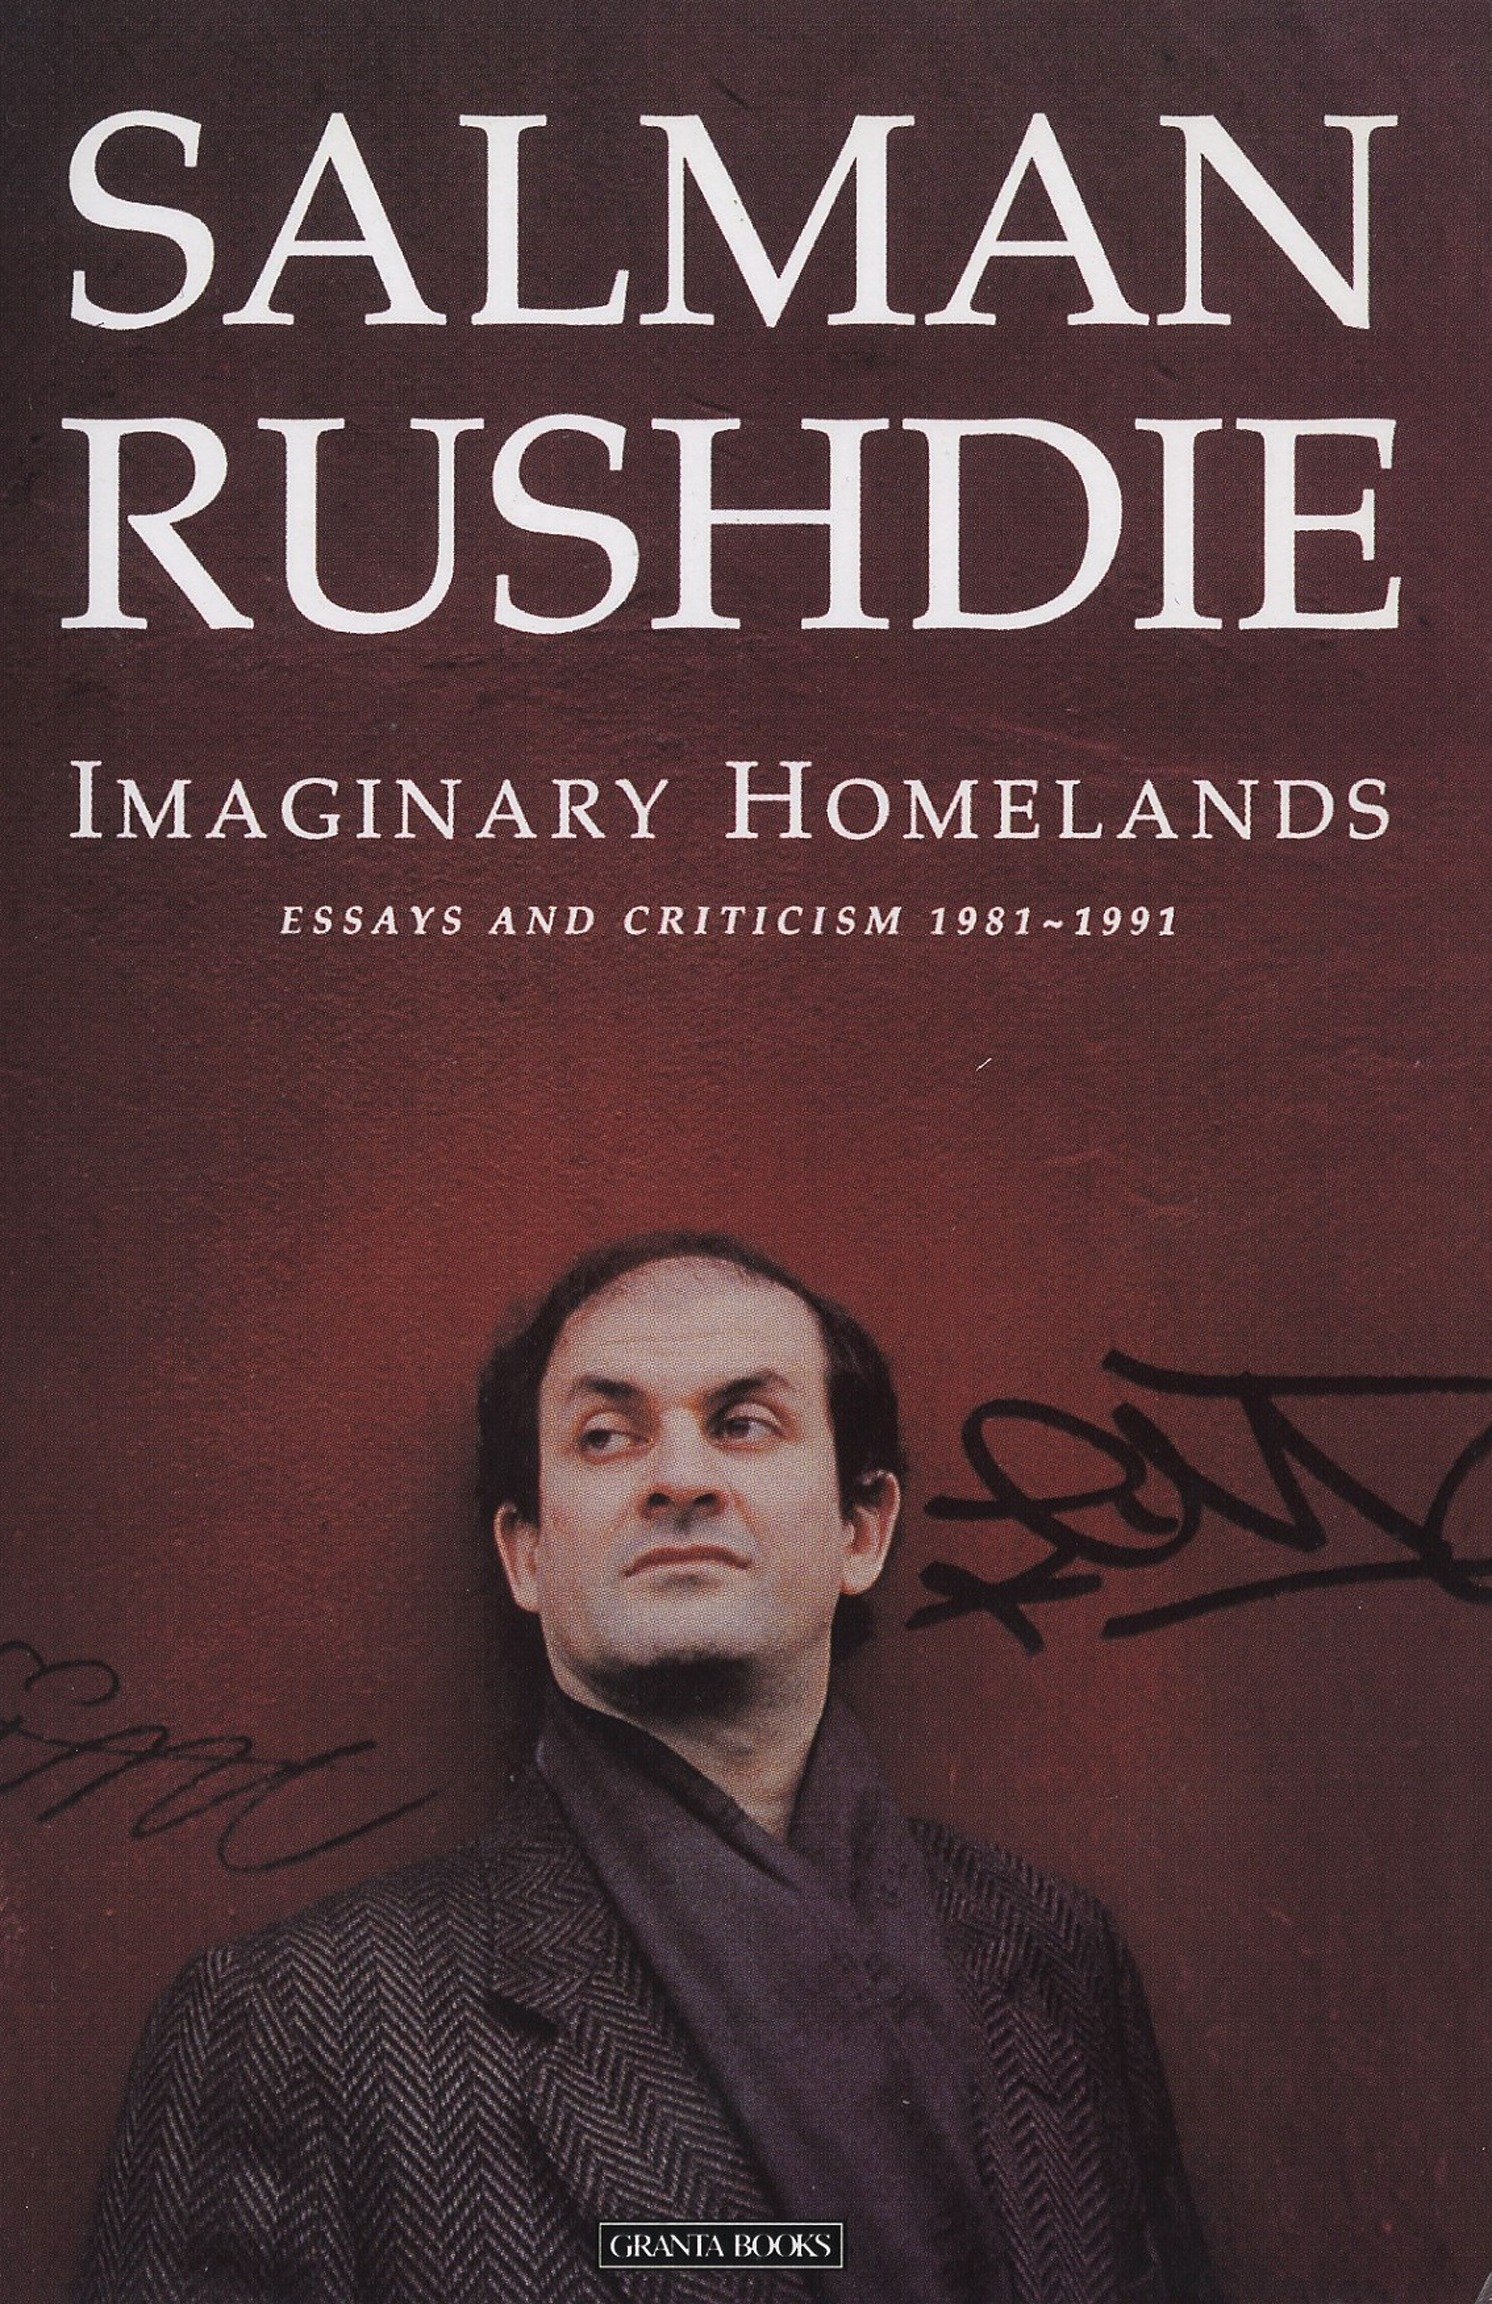 SALMAN
RUSHDIE
IMAGINARY HOMELANDS
ESSAYS AND CRITICISM 1981~1991
GRANTA BOOKS